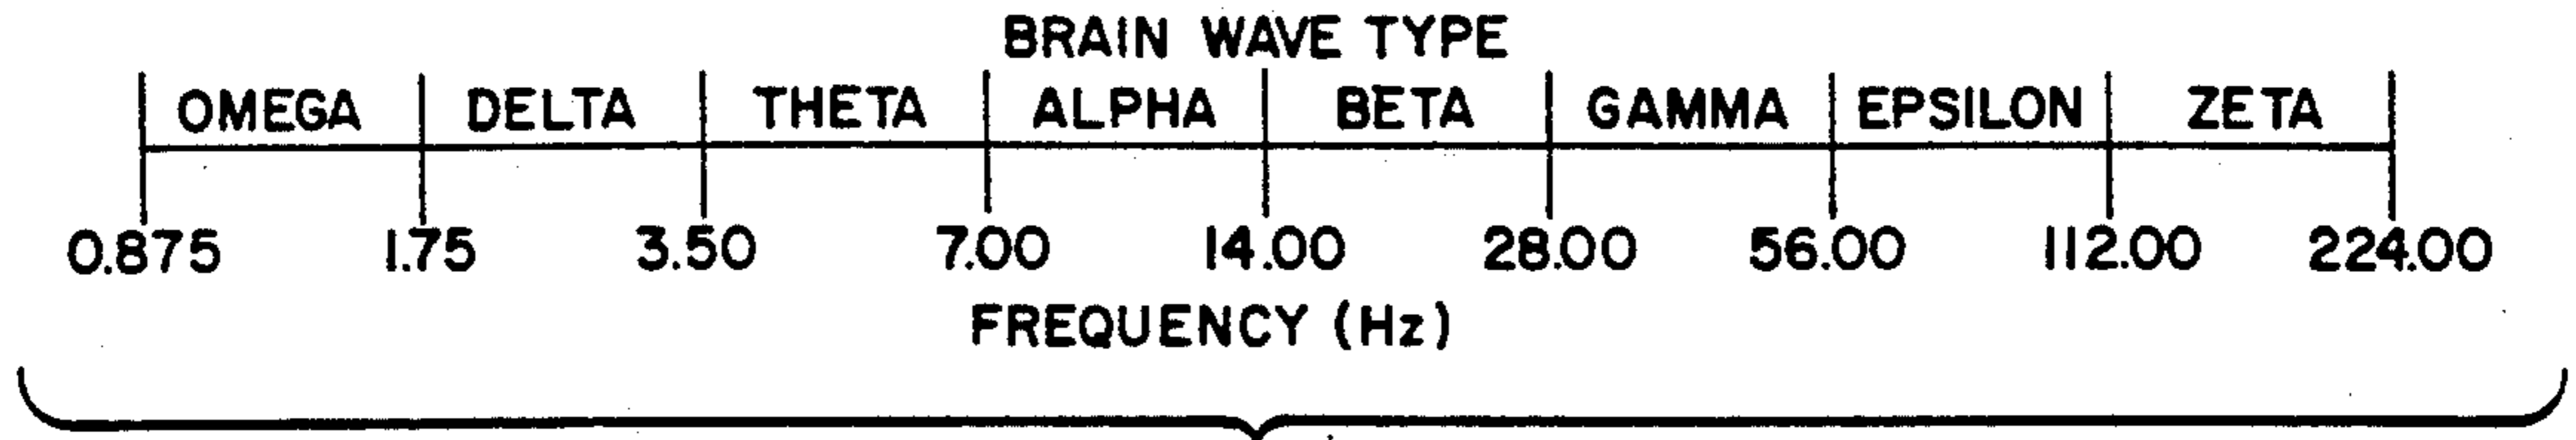 BRAIN WAVE TYPE
OMEGA DELTA THETA ALPHA BETA GAMMA EPSILON ZETA
0.875 1.75 3.50 7.00 14.00 28.00 56.00 112.00 224.00
FREQUENCY (Hz)